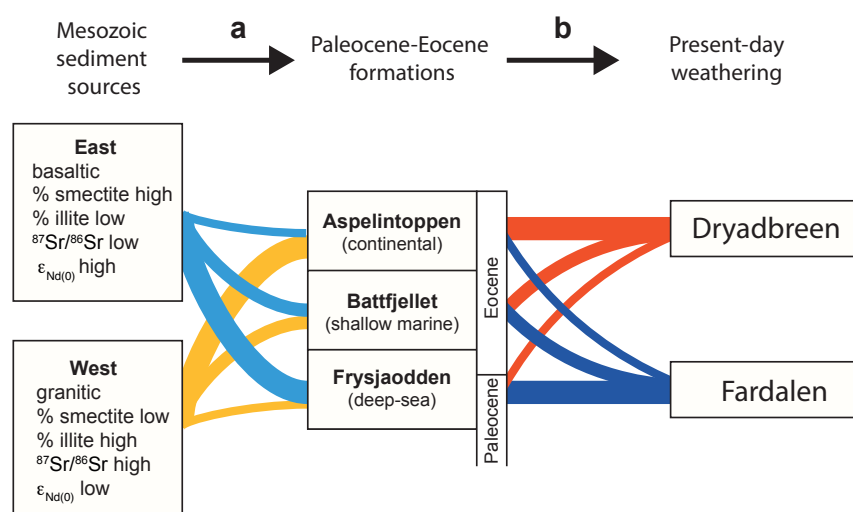 Mesozoic
sediment
sources
a
Paleocene-Eocene
formations
b
Present-day
weathering
East
basaltic
% smectite high
% illite low
⁸⁷Sr/⁸⁶Sr low
εNd(0) high
West
granitic
% smectite low
% illite high
⁸⁷Sr/⁸⁶Sr high
εNd(0) low
Aspelintoppen
(continental)
Battfjellet
(shallow marine)
Frysjaodden
(deep-sea)
Eocene
Paleocene
Dryadbreen
Fardalen